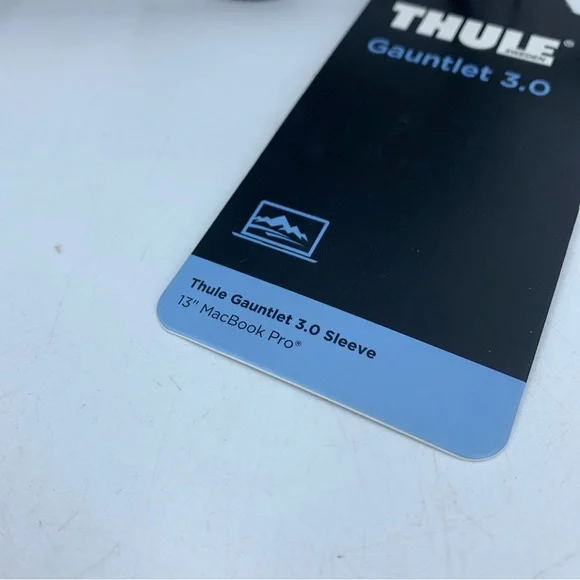 THULE®
SWEDEN
Gauntlet 3.0
Thule Gauntlet 3.0 Sleeve
13" MacBook Pro®